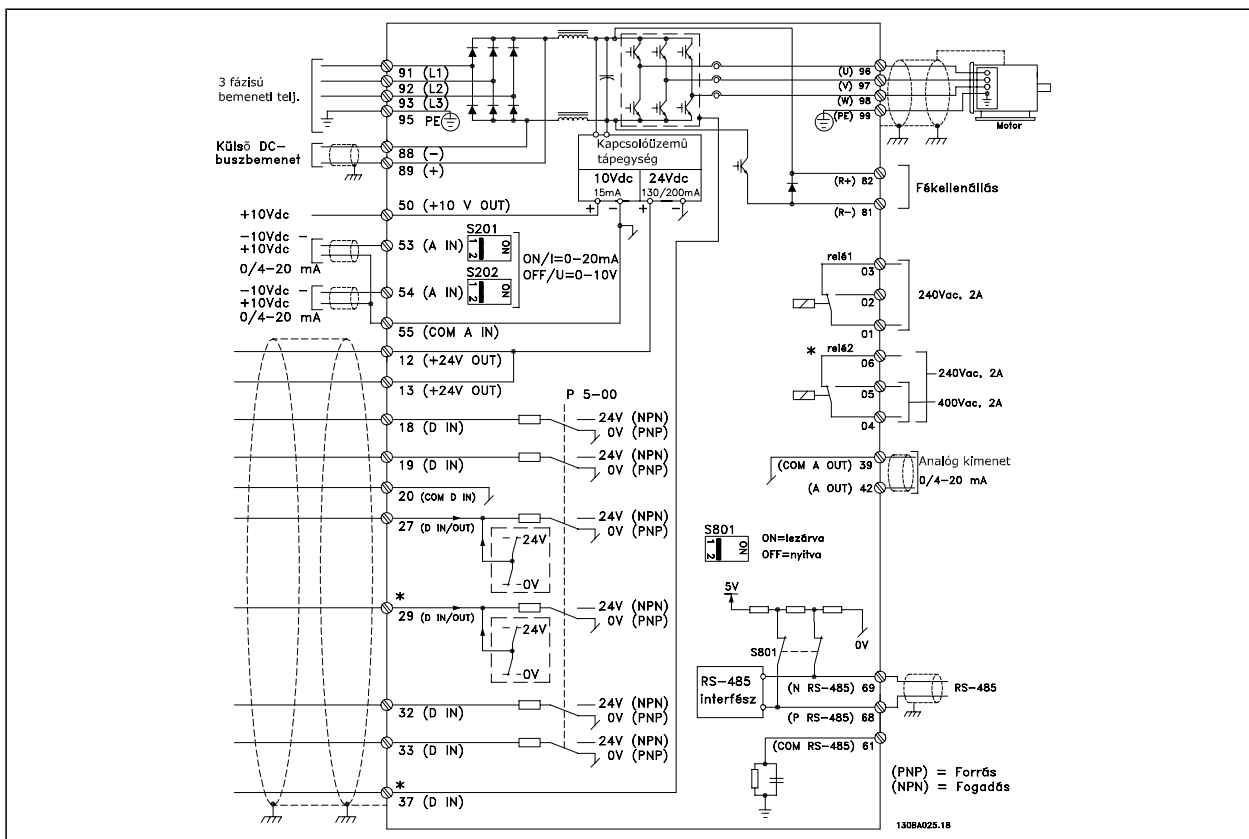 3 fázisú
bemeneti telj.
91 (L1)
92 (L2)
93 (L3)
95 PE
Külső DC-
buszbemenet
88 (-)
89 (+)
Kapcsolóüzemű
tápegység
10Vdc
15mA
24Vdc
130/200mA
+ - + -
+10Vdc
50 (+10 V OUT)
-10Vdc -
+10Vdc
0/4-20 mA
53 (A IN)
S201
ON
1 2
ON/I=0-20mA
OFF/U=0-10V
S202
ON
1 2
-10Vdc -
+10Vdc
0/4-20 mA
54 (A IN)
55 (COM A IN)
12 (+24V OUT)
13 (+24V OUT)
P 5-00
18 (D IN)
24V (NPN)
0V (PNP)
19 (D IN)
24V (NPN)
0V (PNP)
20 (COM D IN)
27 (D IN/OUT)
24V (NPN)
0V (PNP)
24V
0V
*
29 (D IN/OUT)
24V (NPN)
0V (PNP)
24V
0V
32 (D IN)
24V (NPN)
0V (PNP)
33 (D IN)
24V (NPN)
0V (PNP)
*
37 (D IN)
(U) 96
(V) 97
(W) 98
(PE) 99
Motor
(R+) 82
(R-) 81
Fékellenállás
relé1
03
02
01
240Vac, 2A
* relé2
06
05
04
240Vac, 2A
400Vac, 2A
(COM A OUT) 39
(A OUT) 42
Analóg kimenet
0/4-20 mA
S801
ON
1 2
ON=lezárva
OFF=nyitva
5V
0V
S801
RS-485
interfész
(N RS-485) 69
(P RS-485) 68
RS-485
(COM RS-485) 61
(PNP) = Forrás
(NPN) = Fogadás
130BA025.18